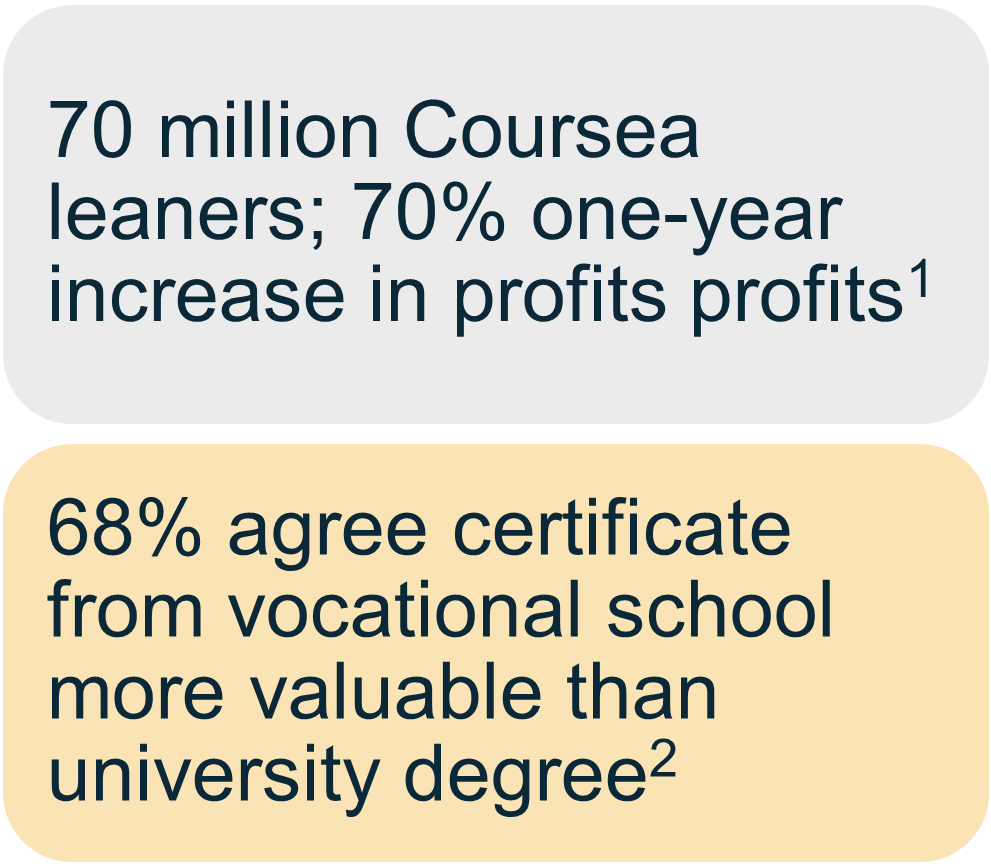 70 million Coursea
leaners; 70% one-year
increase in profits profits¹
68% agree certificate
from vocational school
more valuable than
university degree²